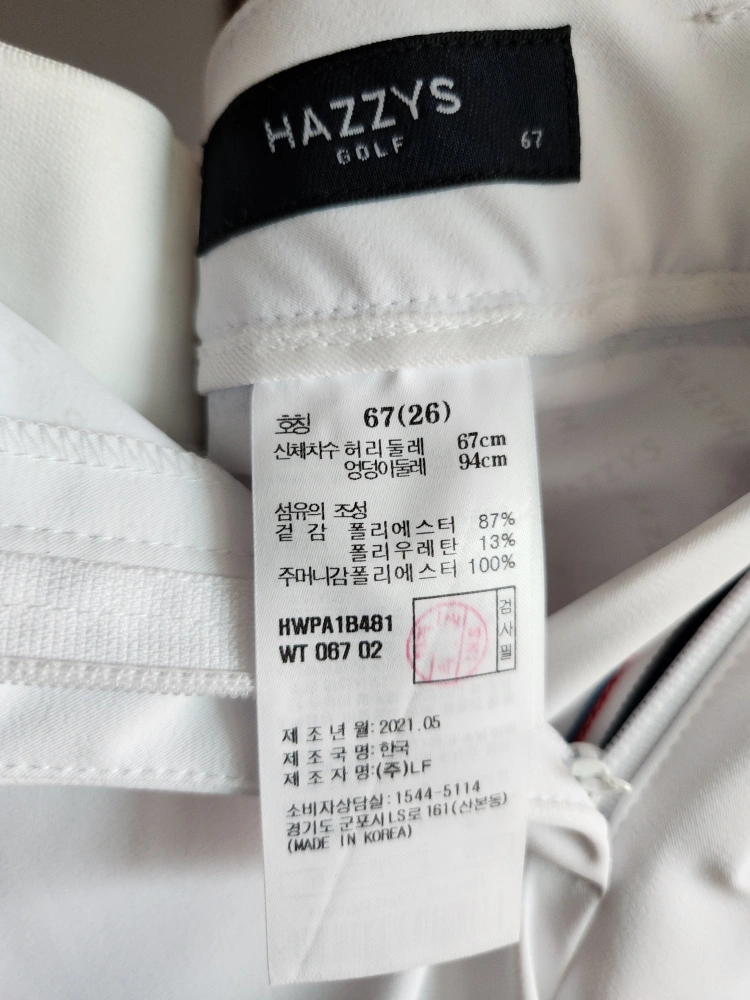 HAZZYS
GOLF
67
호칭 67(26)
신체치수 허리둘레 67cm
엉덩이둘레 94cm
섬유의 조성
겉 감 폴리에스터 87%
폴리우레탄 13%
주머니감 폴리에스터 100%
HWPA1B481
WT 067 02
검사필
제 조 년 월: 2021.05
제 조 국 명: 한국
제 조 자 명:(주)LF
소비자상담실: 1544-5114
경기도 군포시 LS로 161(산본동)
(MADE IN KOREA)